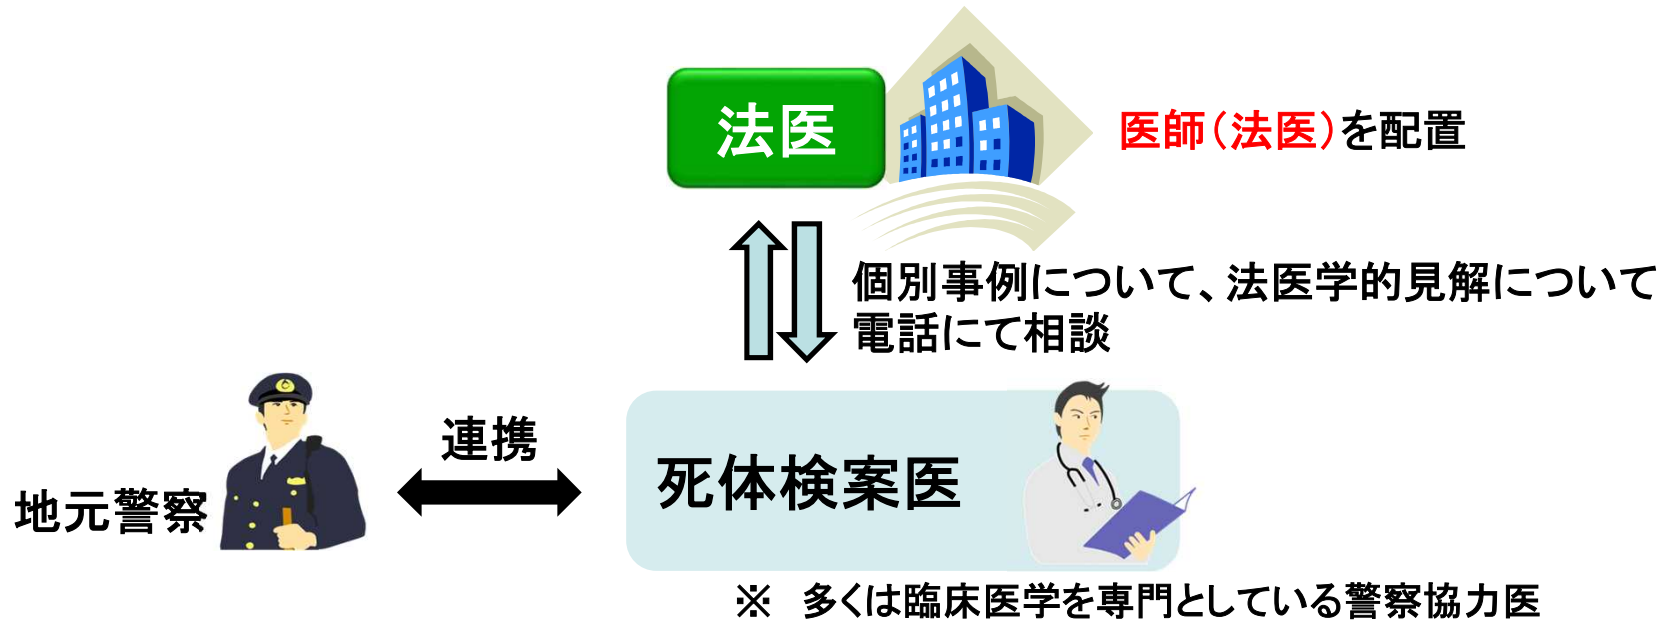 法医
医師（法医）を配置
個別事例について、法医学的見解について
電話にて相談
連携
地元警察
死体検案医
※　多くは臨床医学を専門としている警察協力医